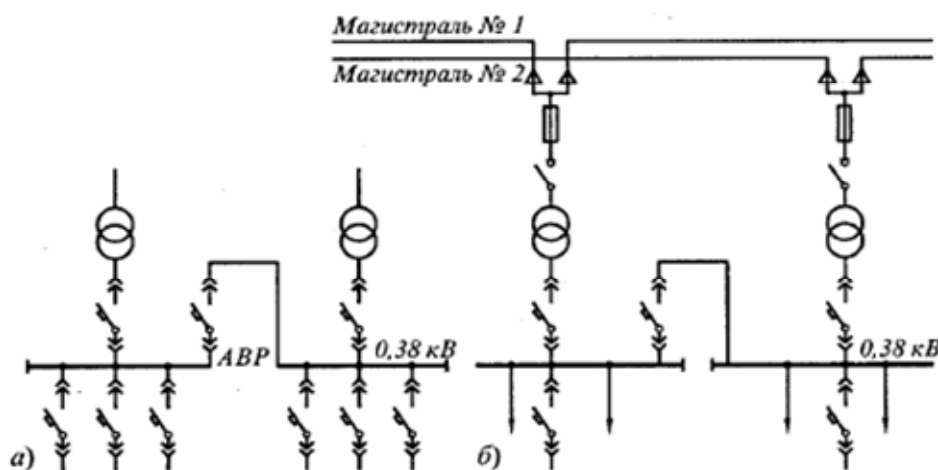 Магистраль № 1
Магистраль № 2
АВР
0,38 кВ
0,38 кВ
а)
б)